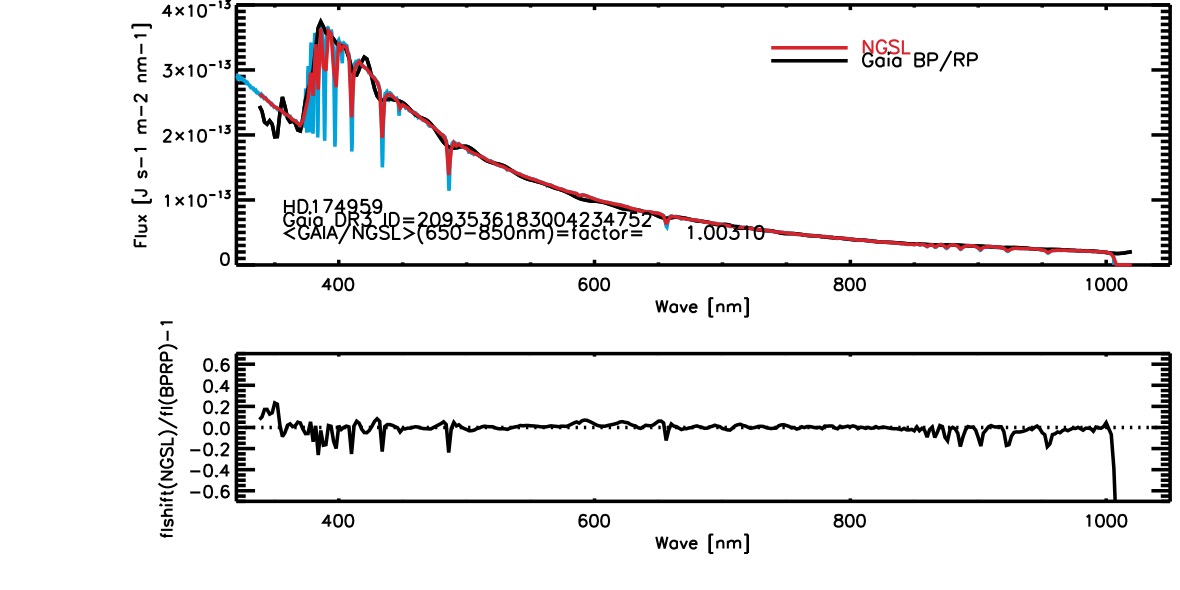 4×10−13
3×10−13
2×10−13
1×10−13
0
Flux [J s−1 m−2 nm−1]
NGSL
Gaia BP/RP
HD174959
Gaia DR3 ID=2093536183004234752
<GAIA/NGSL>(650−850nm)=factor= 1.00310
400 600 800 1000
Wave [nm]
flshift(NGSL)/fl(BPRP)−1
0.6
0.4
0.2
0.0
−0.2
−0.4
−0.6
400 600 800 1000
Wave [nm]